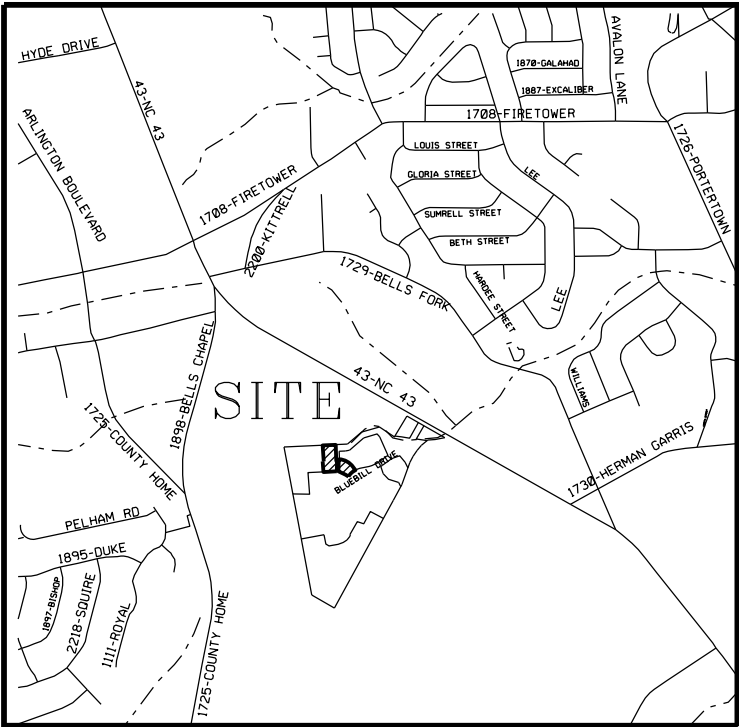 HYDE DRIVE
43-NC 43
AVALON LANE
1870-GALAHAD
1887-EXCALIBER
1708-FIRETOWER
ARLINGTON BOULEVARD
1726-PORTERTOWN
LOUIS STREET
GLORIA STREET
LEE
1708-FIRETOWER
2200-KITTRELL
SUMRELL STREET
BETH STREET
1729-BELLS FORK
HARDEE STREET
LEE
1898-BELLS CHAPEL
43-NC 43
SITE
WILLIAMS
1725-COUNTY HOME
BLUEBILL DRIVE
1730-HERMAN GARRIS
PELHAM RD
1895-DUKE
1897-BISHOP
2218-SQUIRE
1111-ROYAL
1725-COUNTY HOME